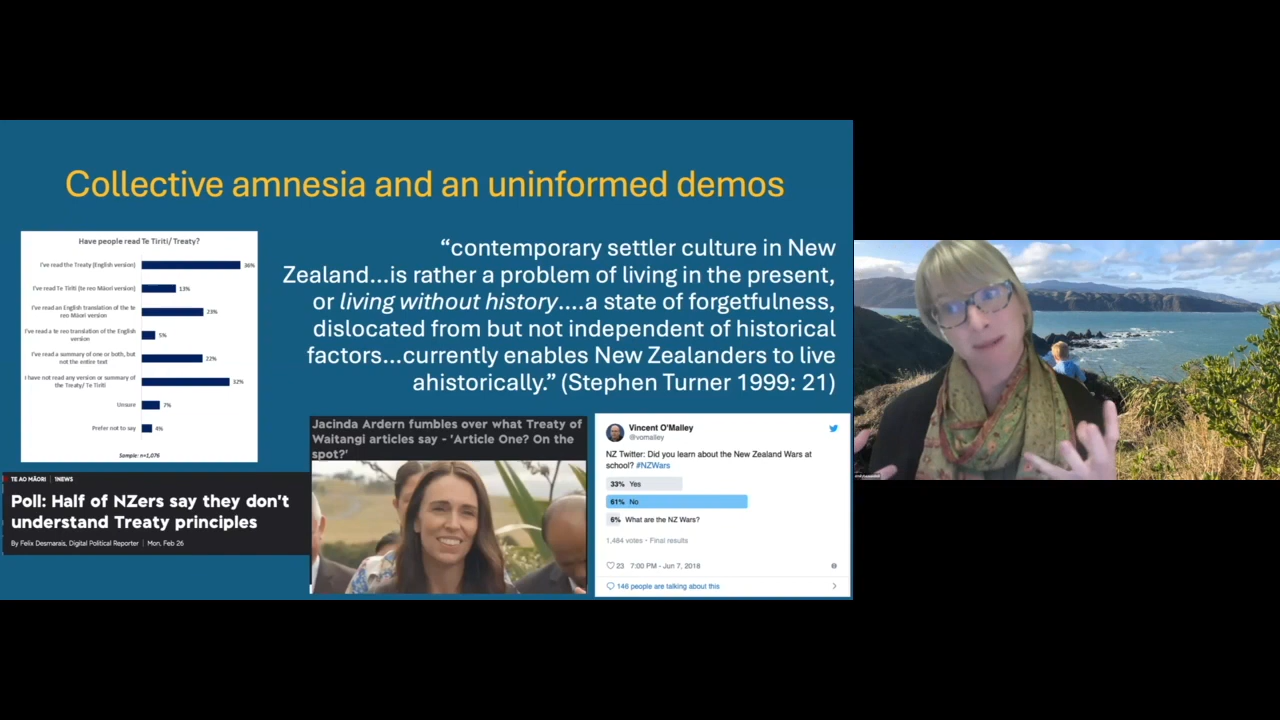 Collective amnesia and an uninformed demos
Have people read Te Tiriti/ Treaty?
I've read the Treaty (English version)
36%
I've read Te Tiriti (te reo Māori version)
13%
I've read an English translation of the te
reo Māori version
23%
I've read a te reo translation of the English
version
5%
I've read a summary of one or both, but
not the entire text
22%
I have not read any version or summary of
the Treaty/ Te Tiriti
32%
Unsure
7%
Prefer not to say
4%
Sample: n=1,076
“contemporary settler culture in New
Zealand...is rather a problem of living in the present,
or living without history....a state of forgetfulness,
dislocated from but not independent of historical
factors...currently enables New Zealanders to live
ahistorically.” (Stephen Turner 1999: 21)
TE AO MĀORI | 1NEWS
Poll: Half of NZers say they don't
understand Treaty principles
By Felix Desmarais, Digital Political Reporter | Mon, Feb 26
Jacinda Ardern fumbles over what Treaty of
Waitangi articles say - 'Article One? On the
spot?'
Vincent O'Malley
@vomalley
NZ Twitter: Did you learn about the New Zealand Wars at
school? #NZWars
33% Yes
61% No
6% What are the NZ Wars?
1,484 votes • Final results
23 7:00 PM - Jun 7, 2018
146 people are talking about this